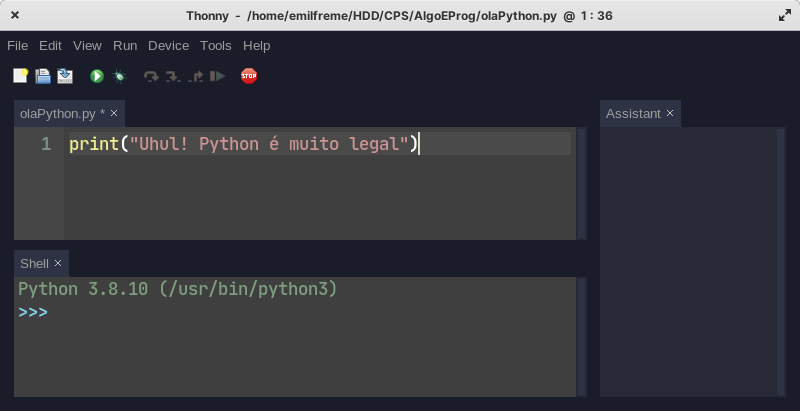 Thonny - /home/emilfreme/HDD/CPS/AlgoEProg/olaPython.py @ 1 : 36
File Edit View Run Device Tools Help
STOP
olaPython.py *
Assistant
1 print("Uhul! Python é muito legal")
Shell
Python 3.8.10 (/usr/bin/python3)
>>>